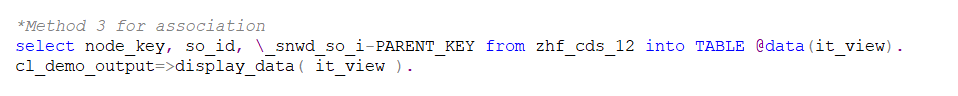 *Method 3 for association
select node_key, so_id, \_snwd_so_i-PARENT_KEY from zhf_cds_12 into TABLE @data(it_view).
cl_demo_output=>display_data( it_view ).